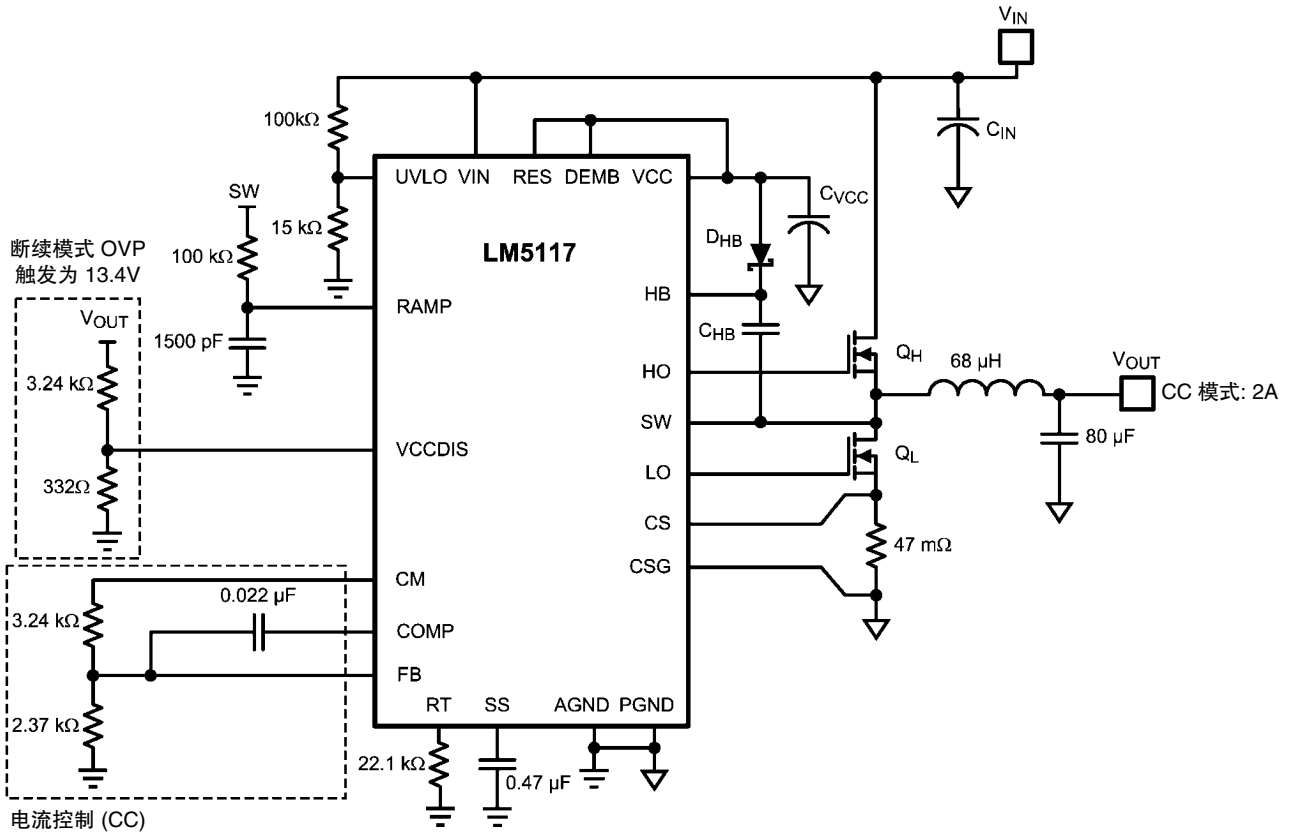 VIN
CIN
100kΩ
UVLO VIN RES DEMB VCC
SW
15 kΩ
CVCC
DHB
断续模式 OVP
触发为 13.4V
100 kΩ
LM5117
HB
RAMP
VOUT
1500 pF
CHB
3.24 kΩ
HO
QH
68 µH
VOUT
CC 模式: 2A
SW
80 µF
VCCDIS
QL
332Ω
LO
CS
47 mΩ
CSG
CM
0.022 µF
3.24 kΩ
COMP
FB
2.37 kΩ
RT SS AGND PGND
22.1 kΩ
0.47 µF
电流控制 (CC)